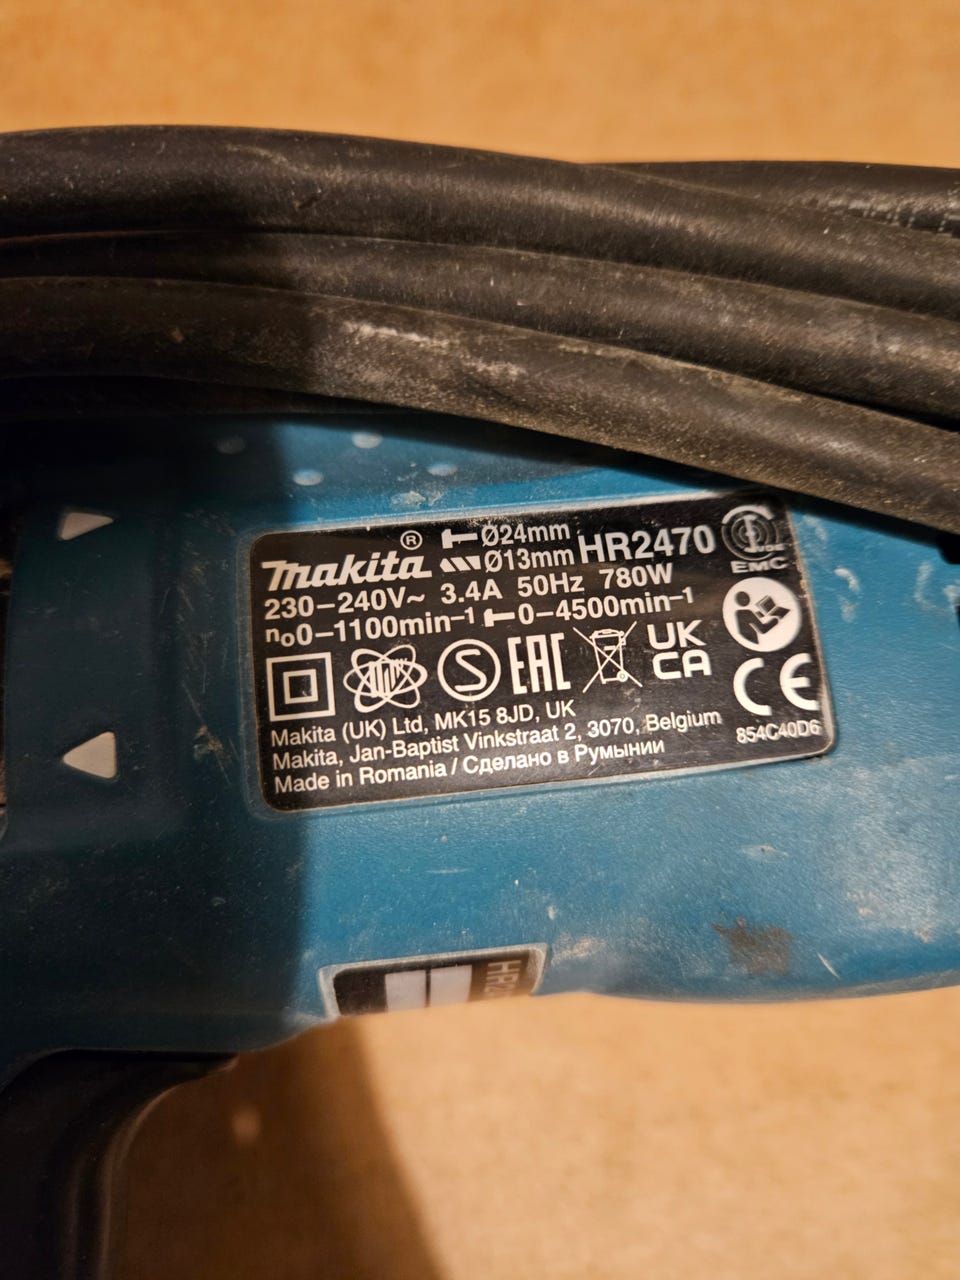 makita® Ø24mm HR2470
Ø13mm
EMC
230–240V~ 3.4A 50Hz 780W
n₀0–1100min⁻¹ 0–4500min⁻¹
S EAC UK CA
CE
Makita (UK) Ltd, MK15 8JD, UK
Makita, Jan-Baptist Vinkstraat 2, 3070, Belgium
854C40D6
Made in Romania / Сделано в Румынии